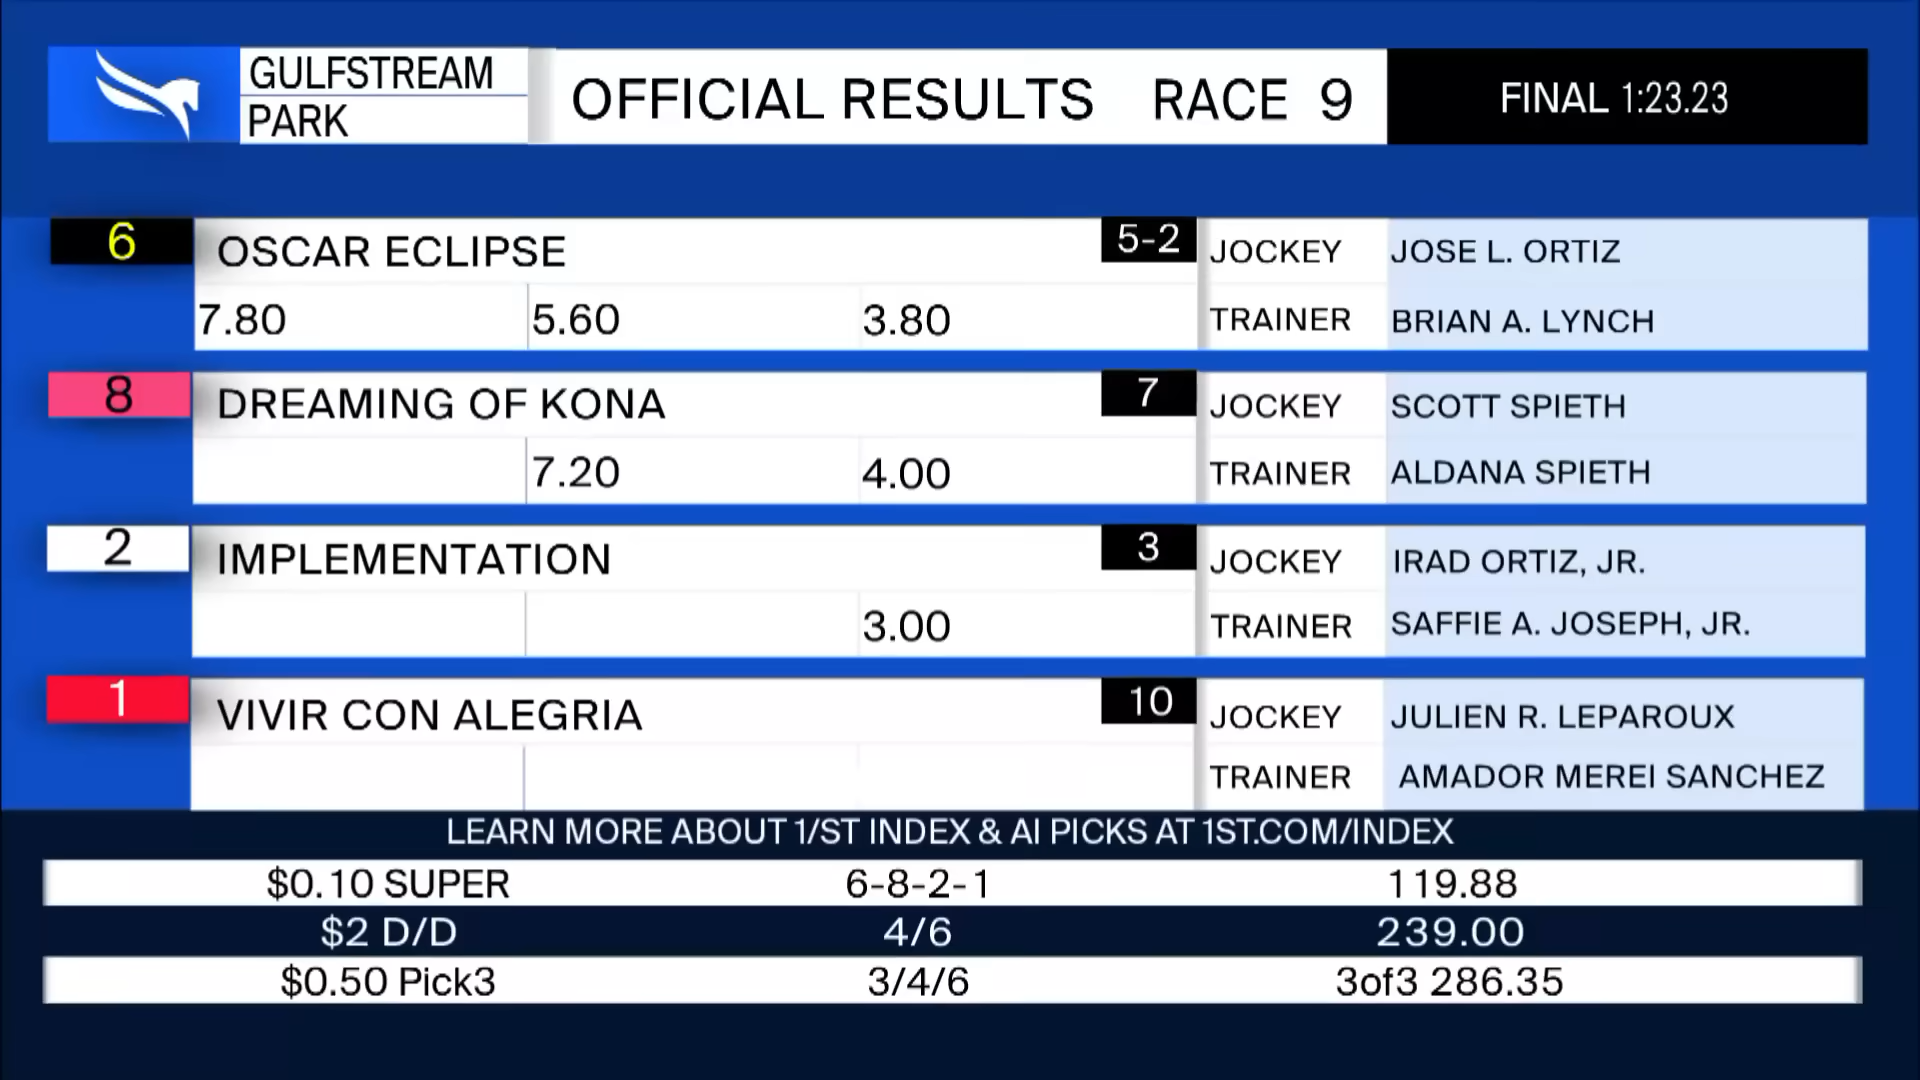 GULFSTREAM
PARK
OFFICIAL RESULTS RACE 9
FINAL 1:23.23
6 OSCAR ECLIPSE 5-2 JOCKEY JOSE L. ORTIZ
7.80 5.60 3.80 TRAINER BRIAN A. LYNCH
8 DREAMING OF KONA 7 JOCKEY SCOTT SPIETH
7.20 4.00 TRAINER ALDANA SPIETH
2 IMPLEMENTATION 3 JOCKEY IRAD ORTIZ, JR.
3.00 TRAINER SAFFIE A. JOSEPH, JR.
1 VIVIR CON ALEGRIA 10 JOCKEY JULIEN R. LEPAROUX
TRAINER AMADOR MEREI SANCHEZ
LEARN MORE ABOUT 1/ST INDEX & AI PICKS AT 1ST.COM/INDEX
$0.10 SUPER 6-8-2-1 119.88
$2 D/D 4/6 239.00
$0.50 Pick3 3/4/6 3of3 286.35